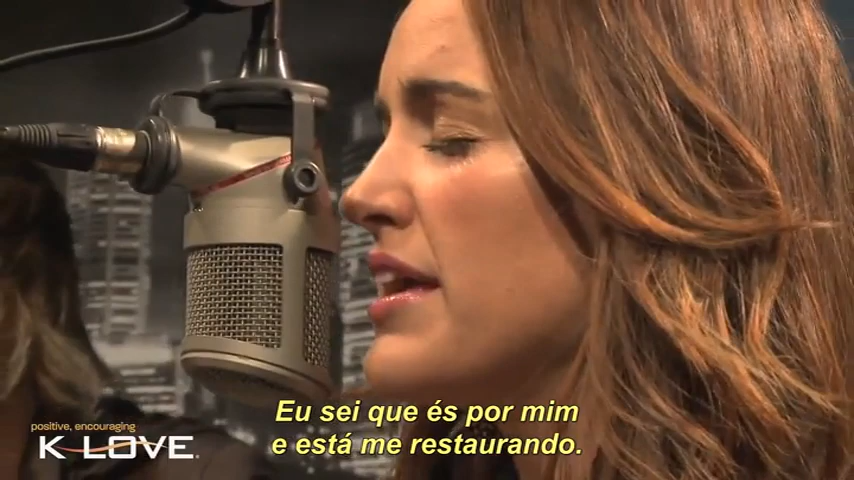 Eu sei que és por mim
e está me restaurando.
positive, encouraging
K LOVE®